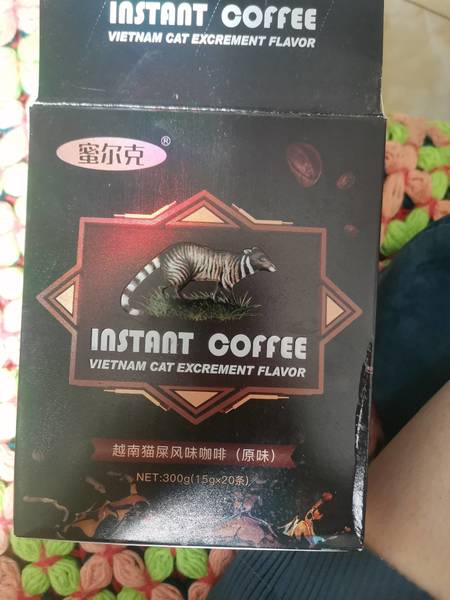 INSTANT COFFEE
VIETNAM CAT EXCREMENT FLAVOR
蜜尔克®
INSTANT COFFEE
VIETNAM CAT EXCREMENT FLAVOR
越南猫屎风味咖啡（原味）
NET:300g(15g×20条)